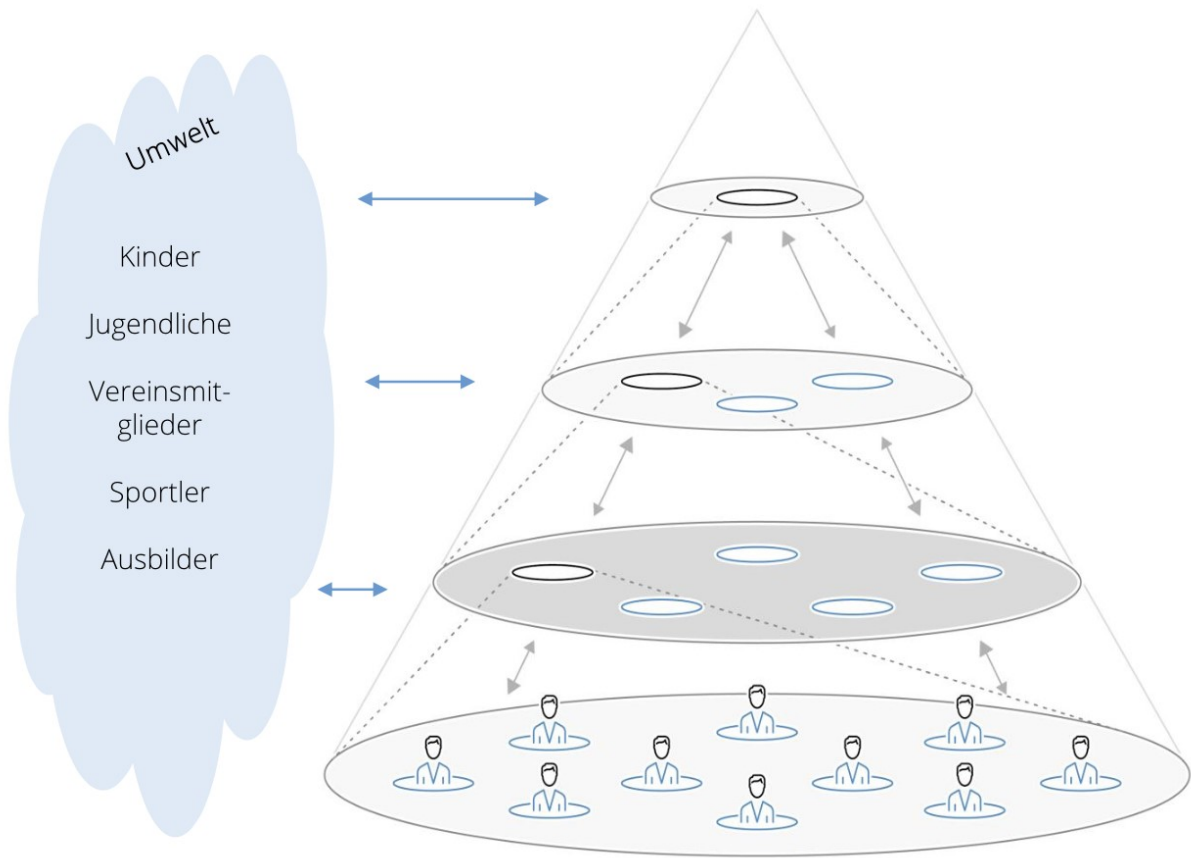 Umwelt
Kinder
Jugendliche
Vereinsmit-
glieder
Sportler
Ausbilder